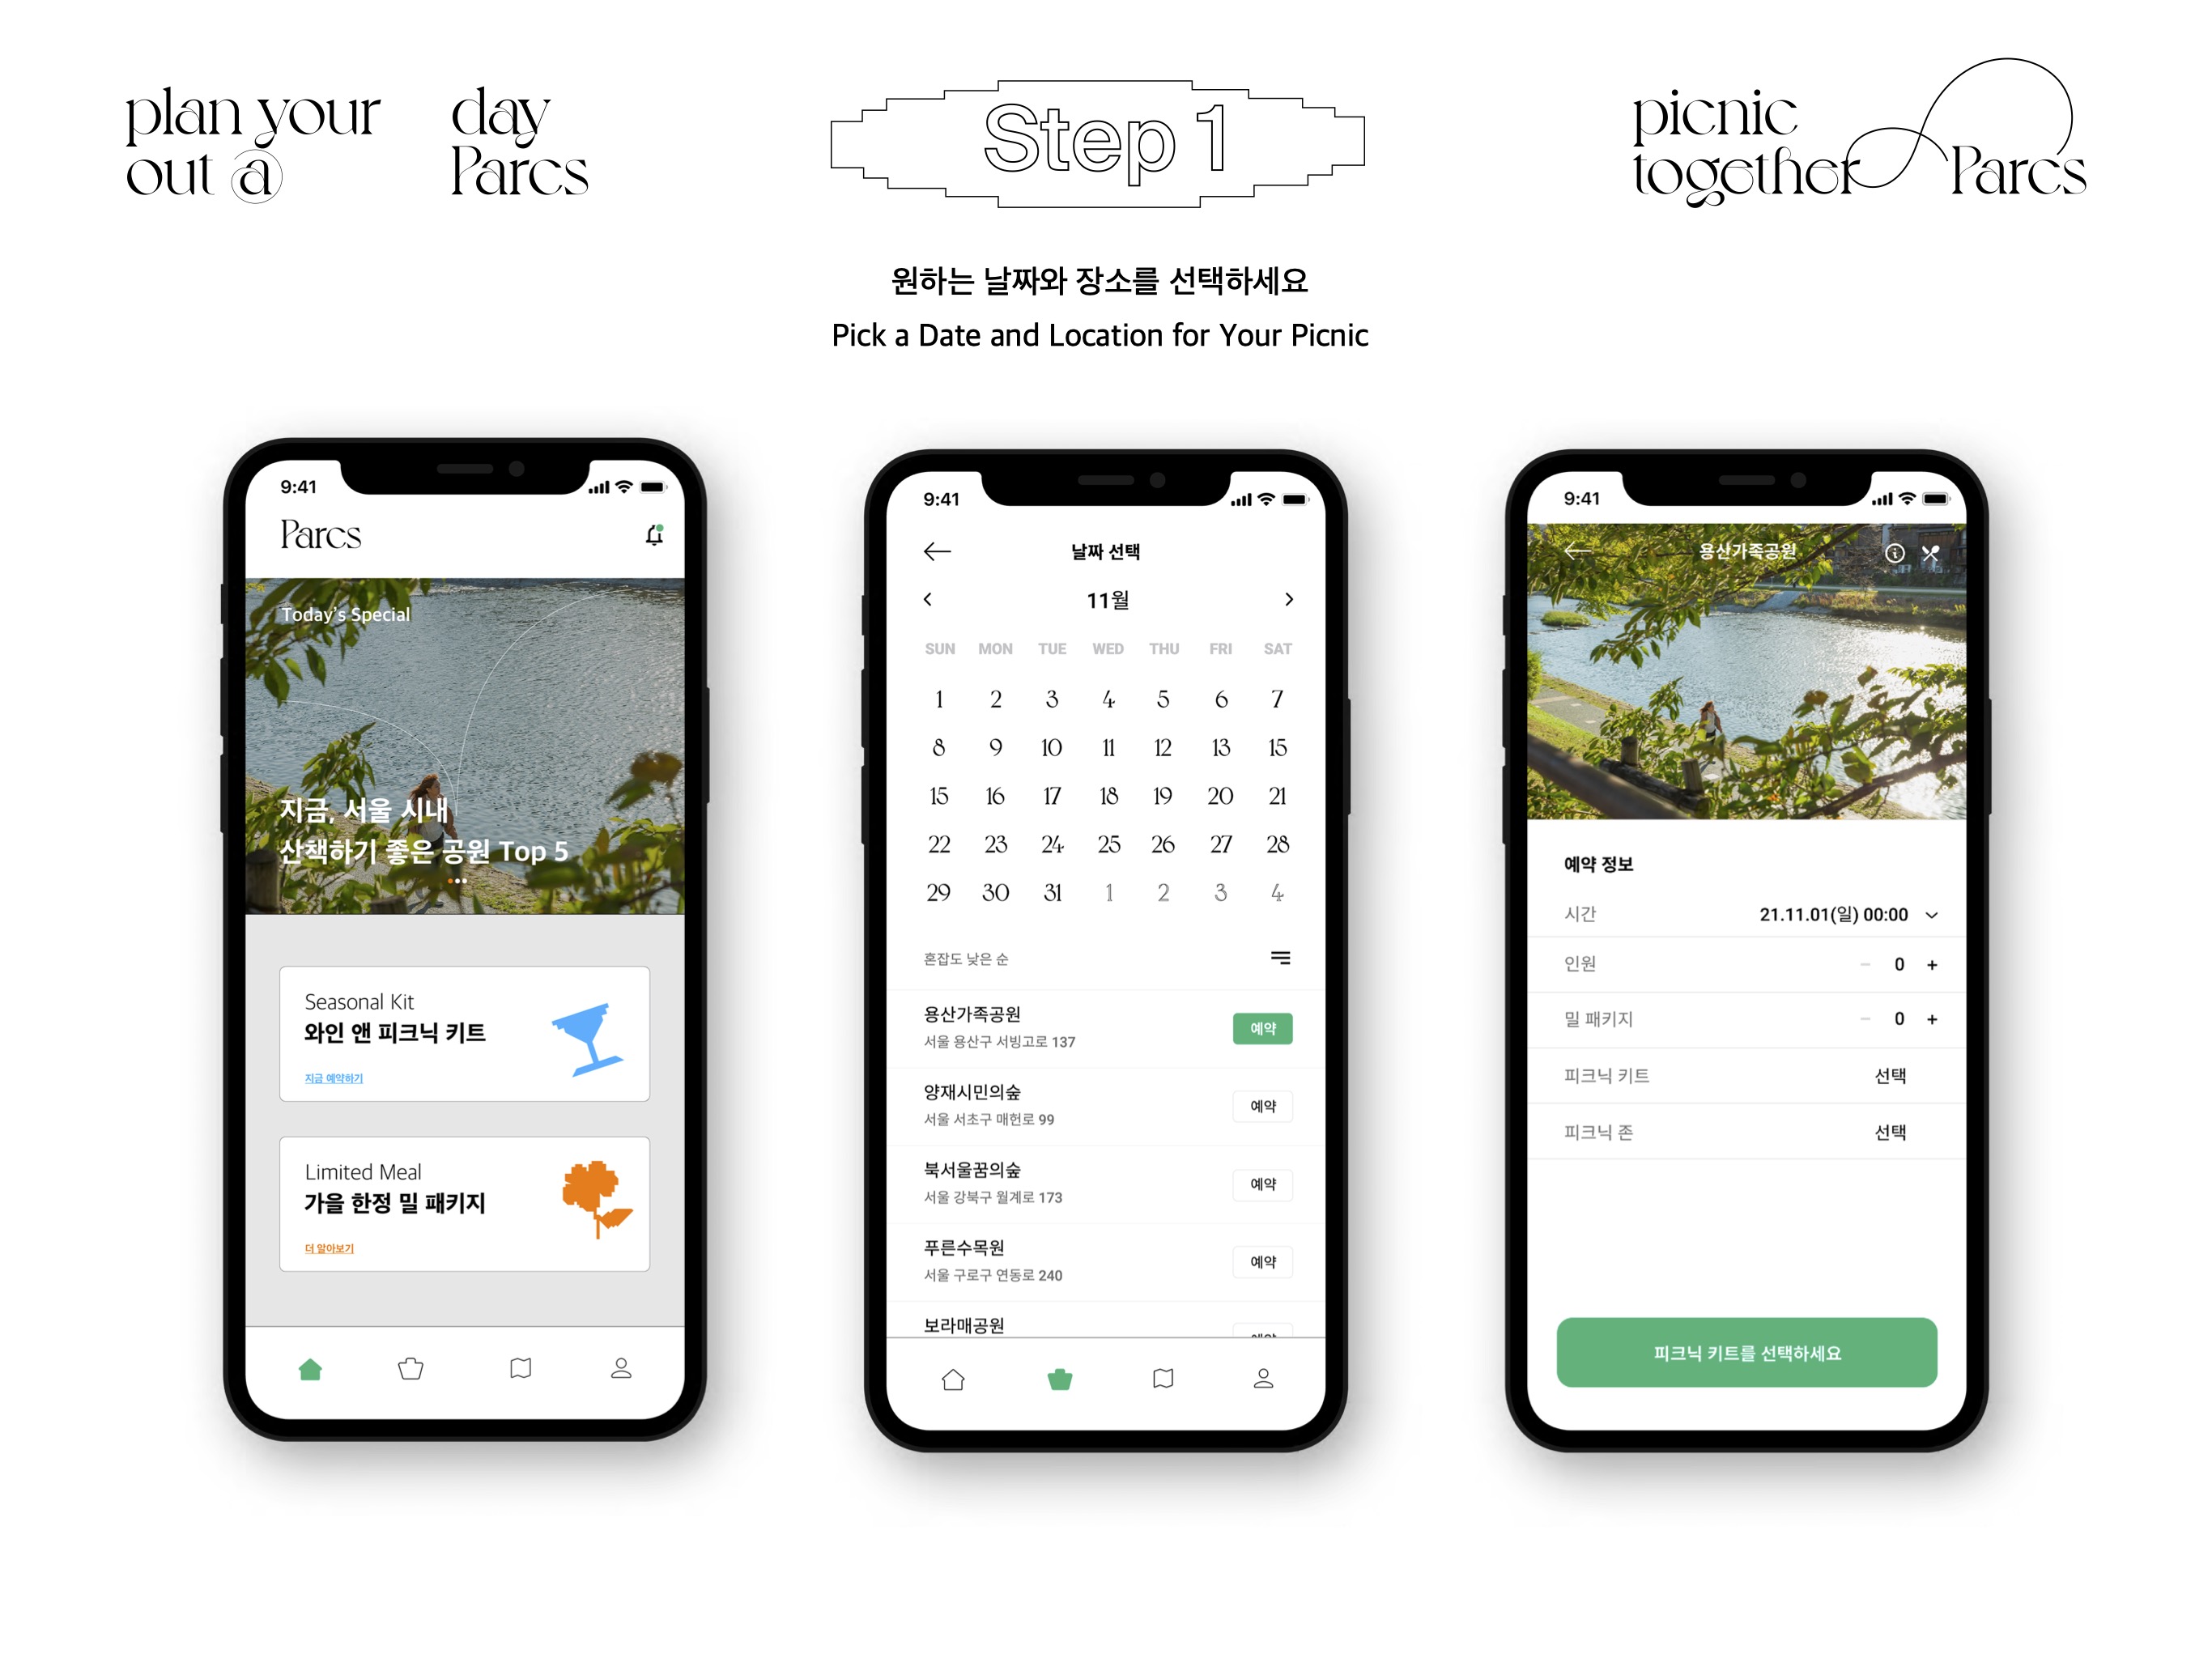 plan your day
out a Parcs
Step 1
picnic
together Parcs
원하는 날짜와 장소를 선택하세요
Pick a Date and Location for Your Picnic
9:41
Parcs
Today's Special
지금, 서울 시내
산책하기 좋은 공원 Top 5
Seasonal Kit
와인 앤 피크닉 키트
지금 예약하기
Limited Meal
가을 한정 밀 패키지
더 알아보기
9:41
날짜 선택
11월
SUN MON TUE WED THU FRI SAT
1 2 3 4 5 6 7
8 9 10 11 12 13 15
15 16 17 18 19 20 21
22 23 24 25 26 27 28
29 30 31 1 2 3 4
혼잡도 낮은 순
용산가족공원
서울 용산구 서빙고로 137
예약
양재시민의숲
서울 서초구 매헌로 99
예약
북서울꿈의숲
서울 강북구 월계로 173
예약
푸른수목원
서울 구로구 연동로 240
예약
보라매공원
예약
9:41
용산가족공원
예약 정보
시간 21.11.01(일) 00:00
인원 − 0 +
밀 패키지 − 0 +
피크닉 키트 선택
피크닉 존 선택
피크닉 키트를 선택하세요